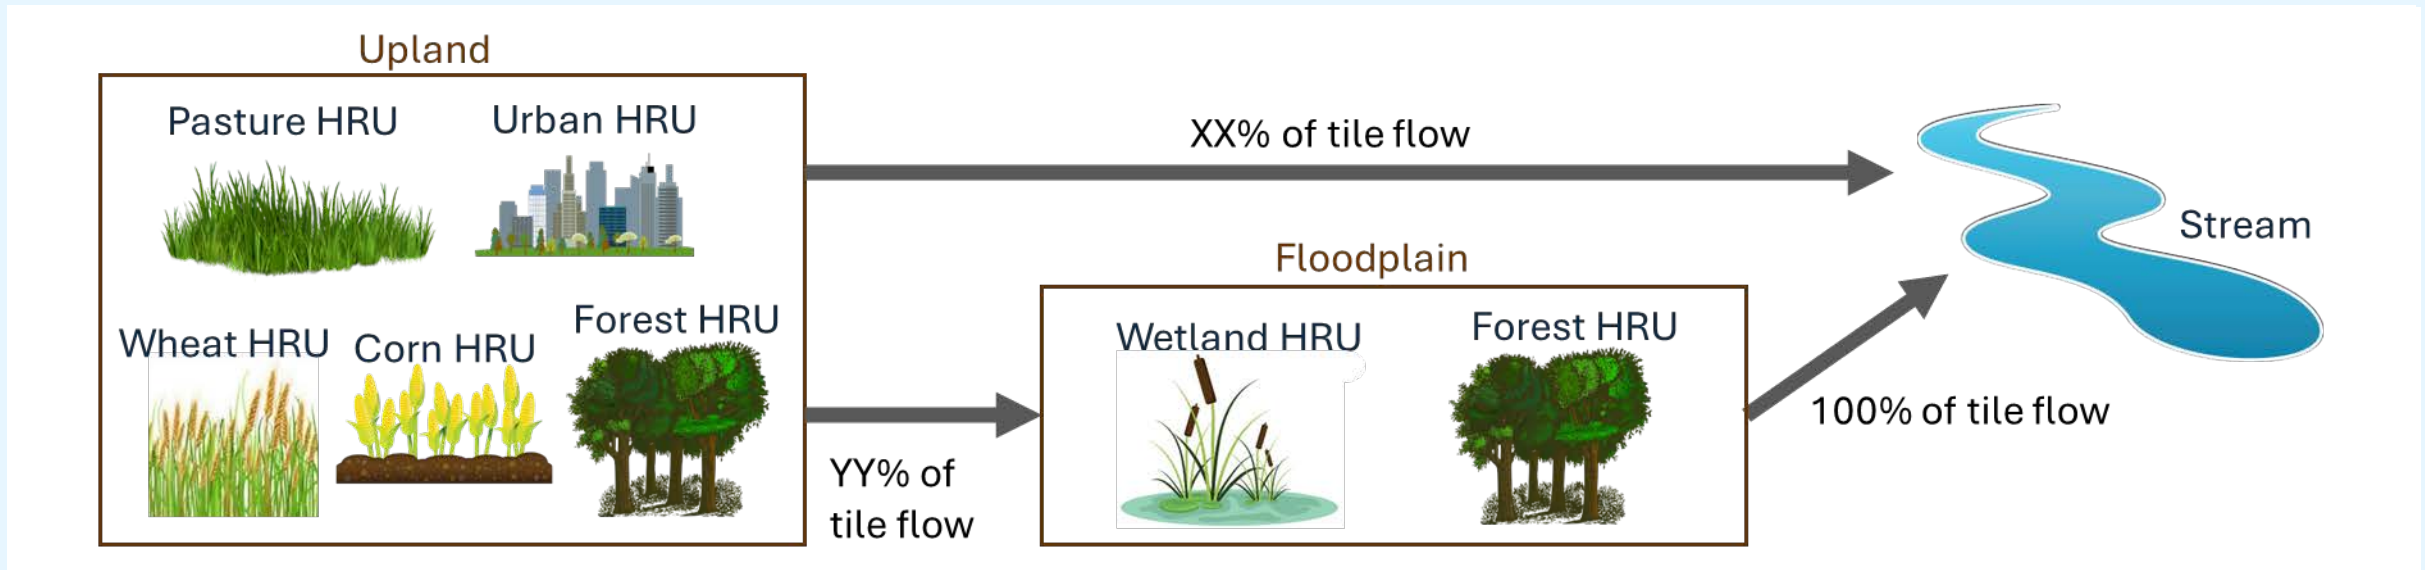 Upland
Pasture HRU
Urban HRU
XX% of tile flow
Stream
Floodplain
Wheat HRU
Corn HRU
Forest HRU
Wetland HRU
Forest HRU
YY% of
tile flow
100% of tile flow